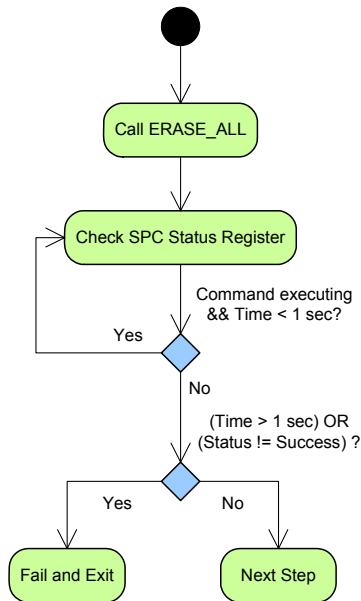 Call ERASE_ALL
Check SPC Status Register
Command executing
&& Time < 1 sec?
Yes
No
(Time > 1 sec) OR
(Status != Success) ?
Yes
No
Fail and Exit
Next Step